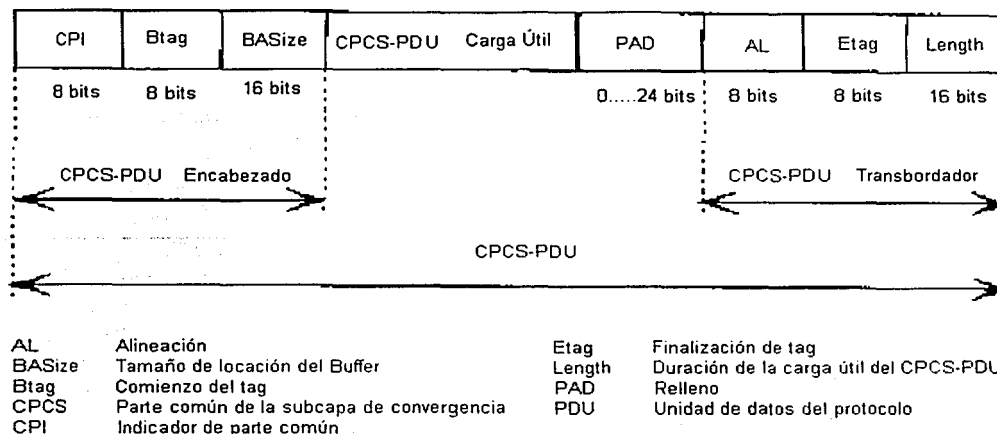 CPI Btag BASize CPCS-PDU Carga Útil PAD AL Etag Length
8 bits 8 bits 16 bits 0.....24 bits 8 bits 8 bits 16 bits
CPCS-PDU Encabezado CPCS-PDU Transbordador
CPCS-PDU
AL Alineación
BASize Tamaño de locación del Buffer
Btag Comienzo del tag
CPCS Parte común de la subcapa de convergencia
CPI Indicador de parte común
Etag Finalización de tag
Length Duración de la carga útil del CPCS-PDU
PAD Relleno
PDU Unidad de datos del protocolo